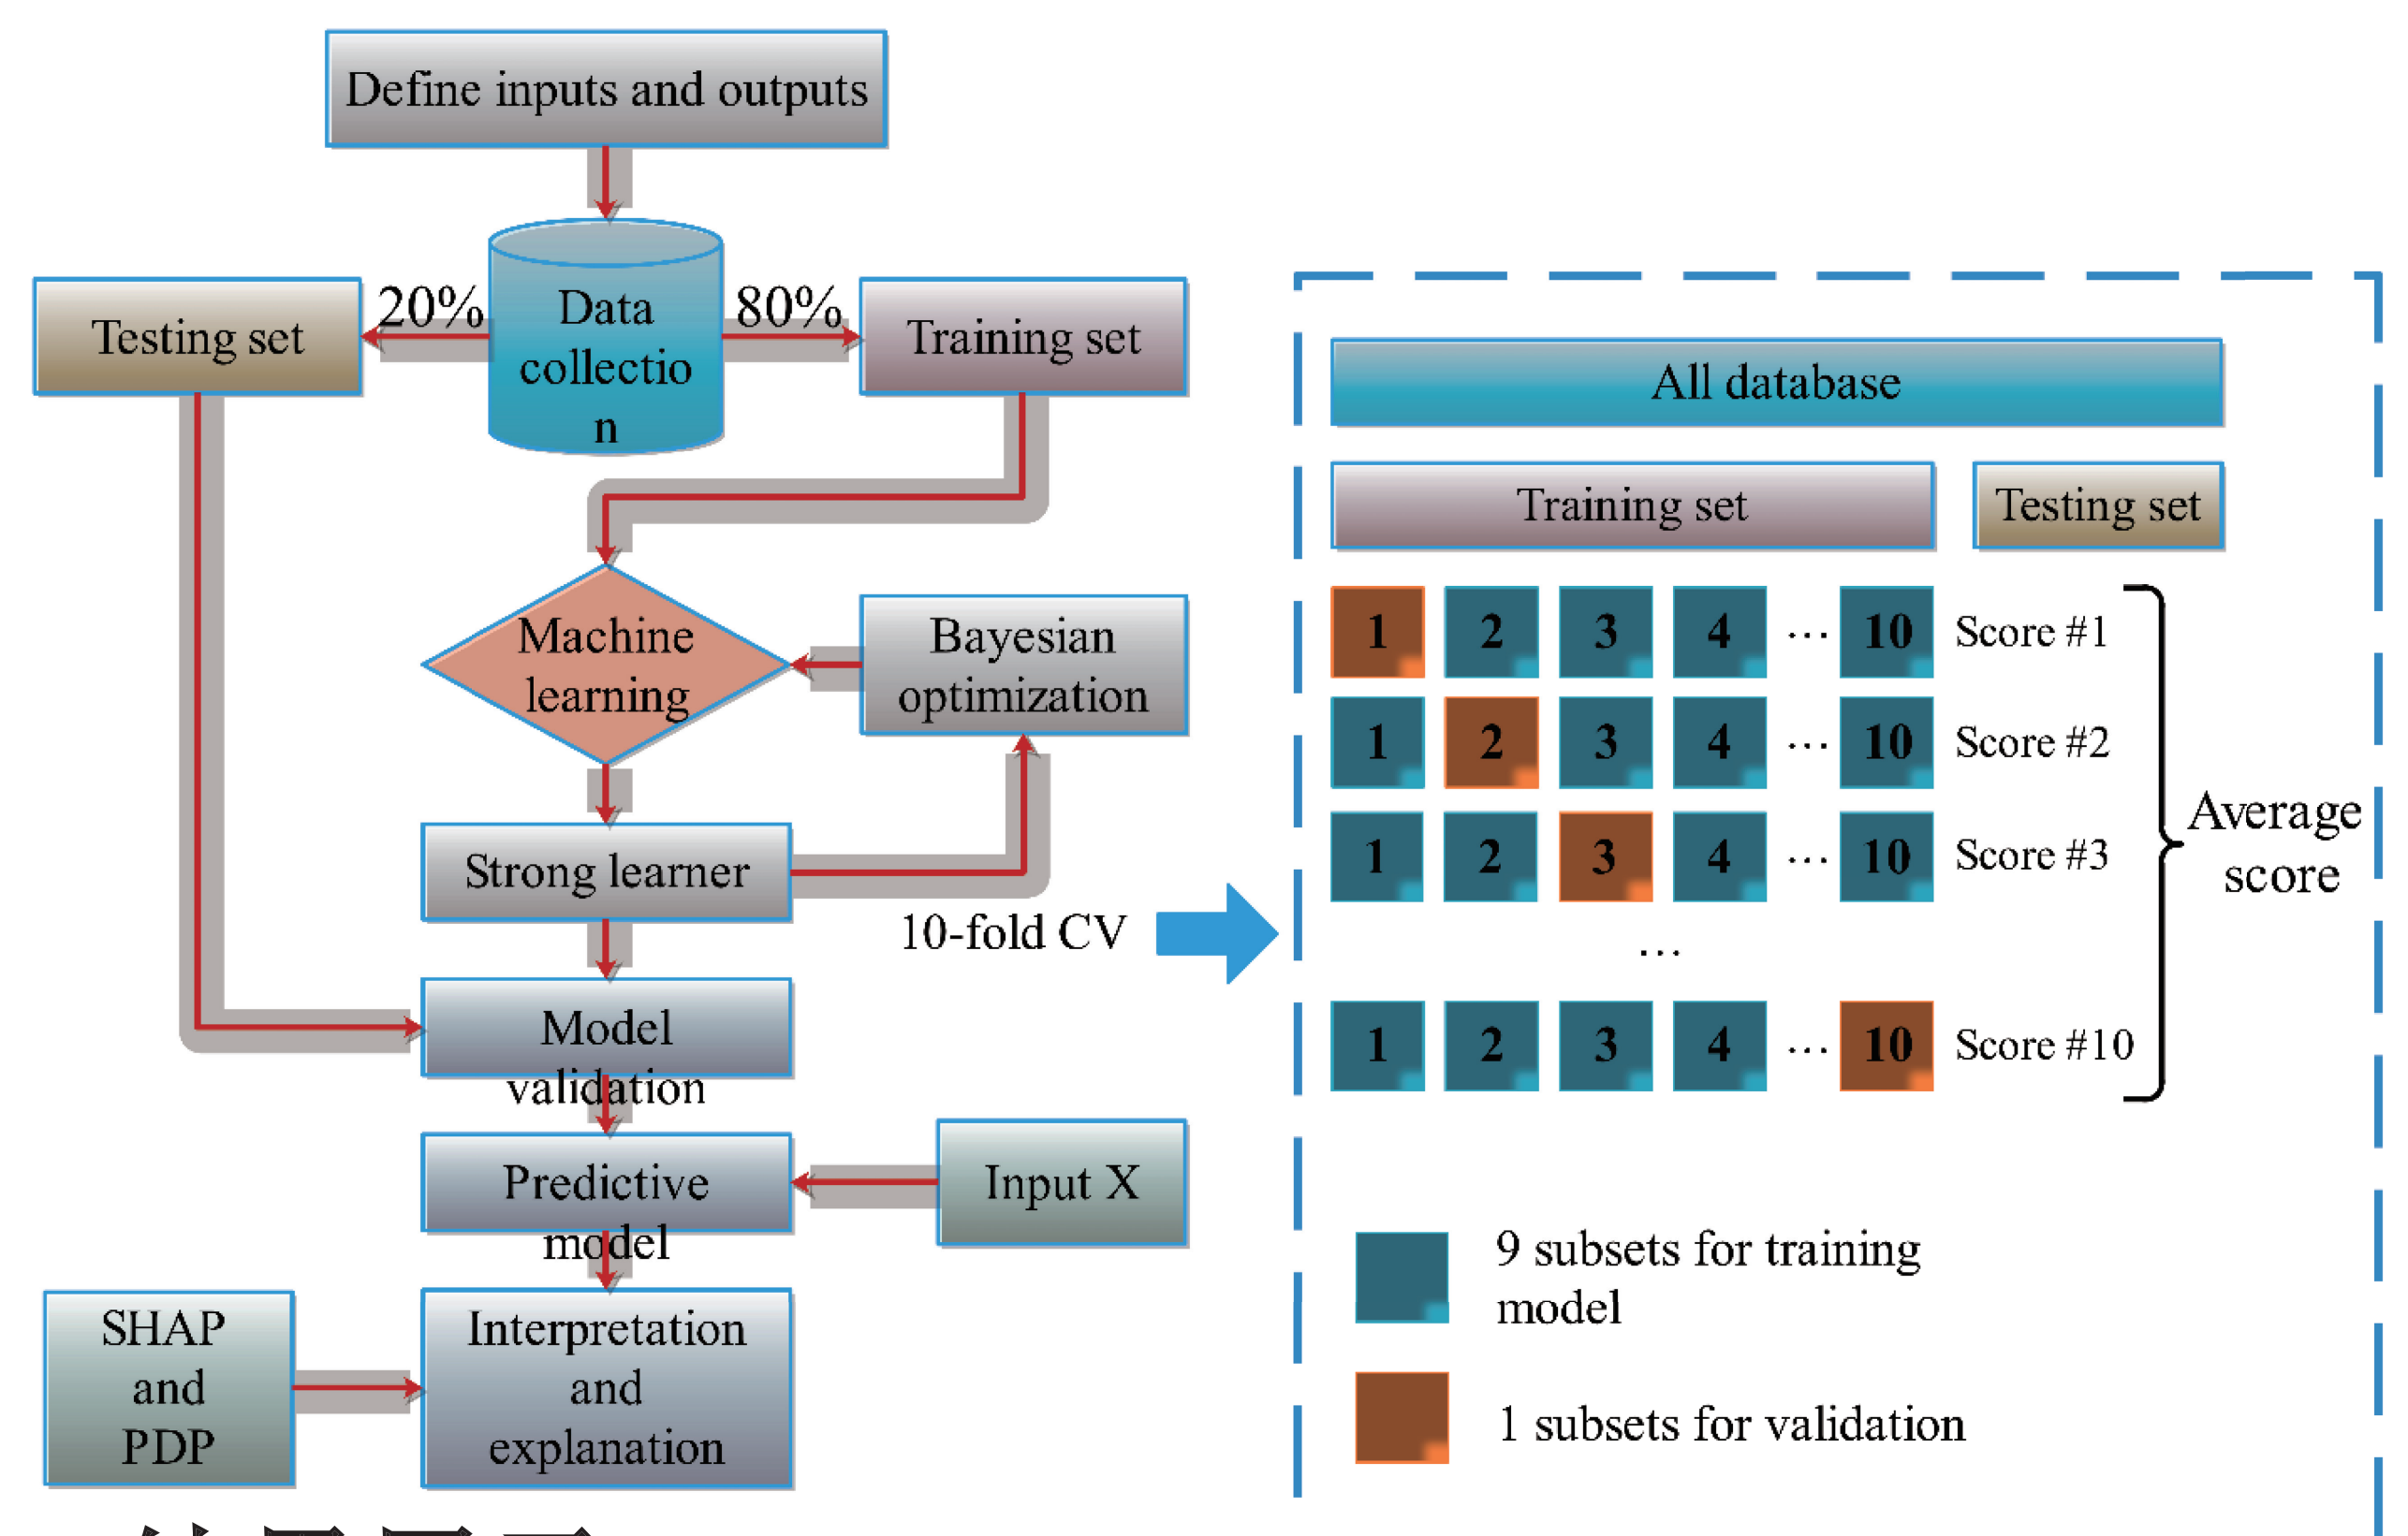 Define inputs and outputs
Testing set
20%
Data
collectio
n
80%
Training set
Machine
learning
Bayesian
optimization
Strong learner
10-fold CV
Model
validation
Predictive
model
Input X
SHAP
and
PDP
Interpretation
and
explanation
All database
Training set
Testing set
1 2 3 4 ... 10 Score #1
1 2 3 4 ... 10 Score #2
1 2 3 4 ... 10 Score #3
...
1 2 3 4 ... 10 Score #10
Average
score
9 subsets for training
model
1 subsets for validation